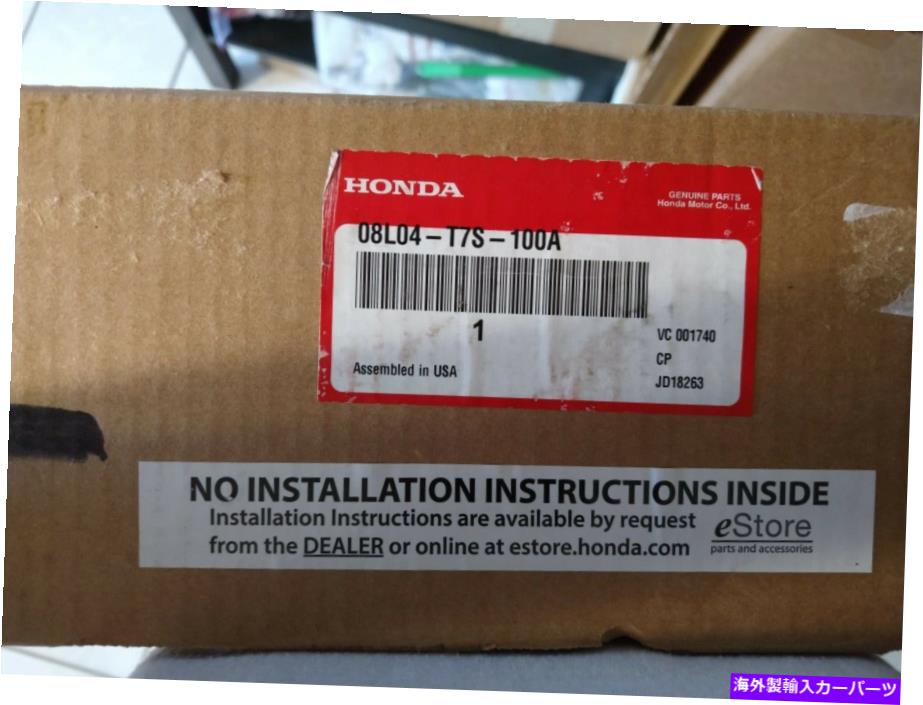 HONDA
GENUINE PARTS
Honda Motor Co., Ltd.
08L04-T7S-100A
1
VC 001740
CP
Assembled in USA
JD18263
NO INSTALLATION INSTRUCTIONS INSIDE
Installation Instructions are available by request
from the DEALER or online at estore.honda.com
eStore
parts and accessories
海外製輸入カーパーツ